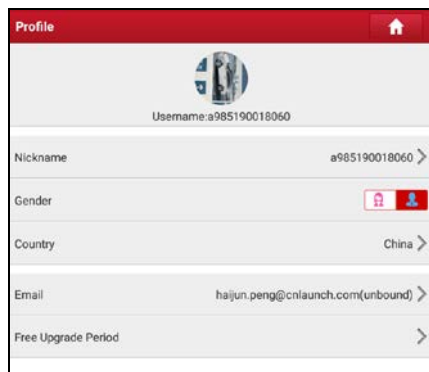 Profile
Username:a985190018060
Nickname a985190018060
Gender
Country China
Email haijun.peng@cnlaunch.com(unbound)
Free Upgrade Period